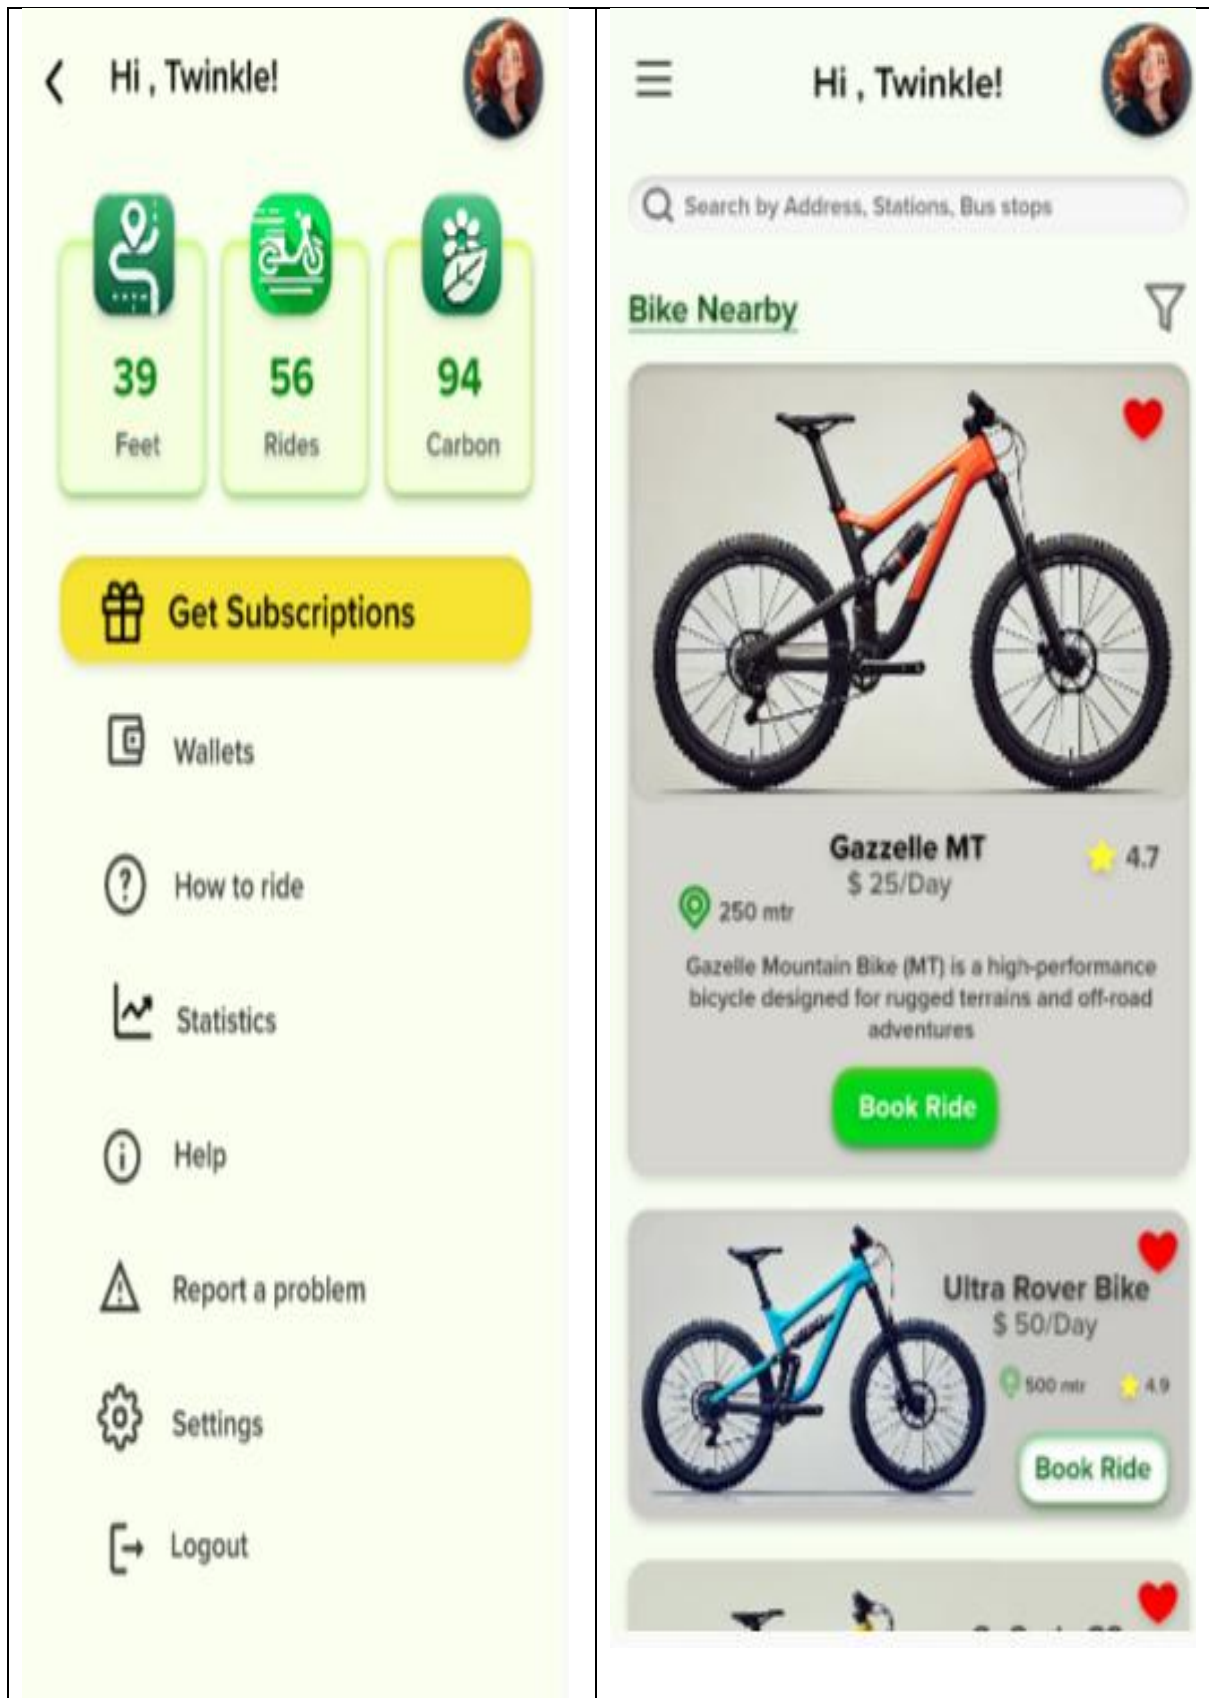 Hi , Twinkle!
39
Feet
56
Rides
94
Carbon
Get Subscriptions
Wallets
How to ride
Statistics
Help
Report a problem
Settings
Logout
Hi , Twinkle!
Search by Address, Stations, Bus stops
Bike Nearby
Gazzelle MT
4.7
$ 25/Day
250 mtr
Gazelle Mountain Bike (MT) is a high-performance
bicycle designed for rugged terrains and off-road
adventures
Book Ride
Ultra Rover Bike
$ 50/Day
500 mtr
4.9
Book Ride